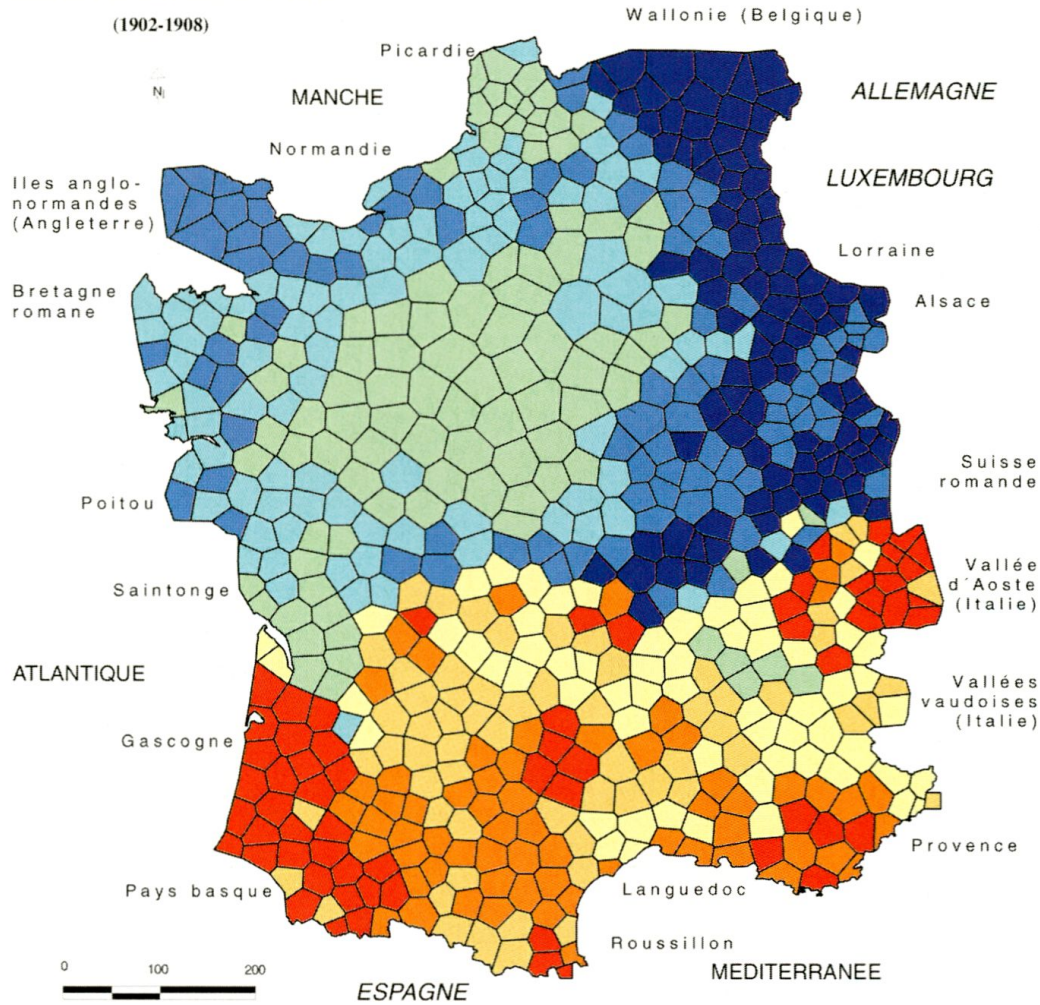 (1902-1908)
Wallonie (Belgique)
Picardie
N
MANCHE
ALLEMAGNE
Normandie
LUXEMBOURG
Iles anglo-
normandes
(Angleterre)
Lorraine
Bretagne
romane
Alsace
Suisse
romande
Poitou
Vallée
d´Aoste
(Italie)
Saintonge
ATLANTIQUE
Vallées
vaudoises
(Italie)
Gascogne
Provence
Pays basque
Languedoc
Roussillon
MEDITERRANEE
0 100 200
ESPAGNE